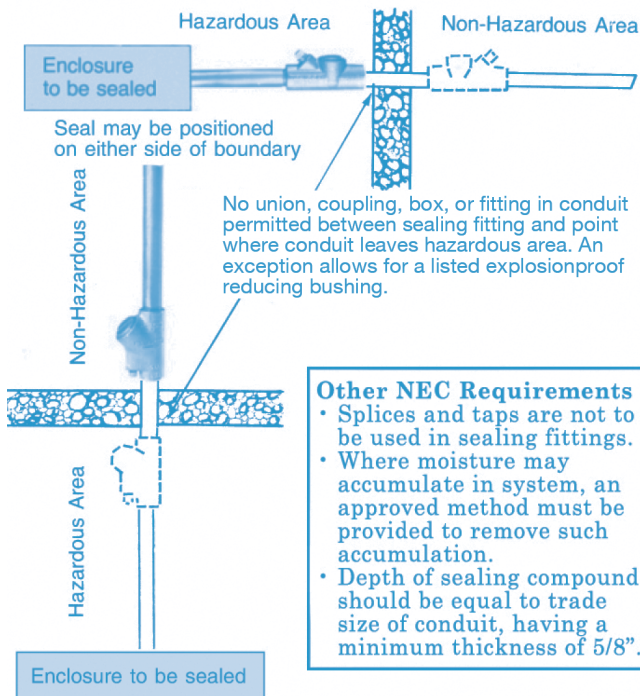 Hazardous Area
Non-Hazardous Area
Enclosure
to be sealed
Seal may be positioned
on either side of boundary
Non-Hazardous Area
No union, coupling, box, or fitting in conduit
permitted between sealing fitting and point
where conduit leaves hazardous area. An
exception allows for a listed explosionproof
reducing bushing.
Hazardous Area
Enclosure to be sealed
Other NEC Requirements
• Splices and taps are not to
be used in sealing fittings.
• Where moisture may
accumulate in system, an
approved method must be
provided to remove such
accumulation.
• Depth of sealing compound
should be equal to trade
size of conduit, having a
minimum thickness of 5/8”.